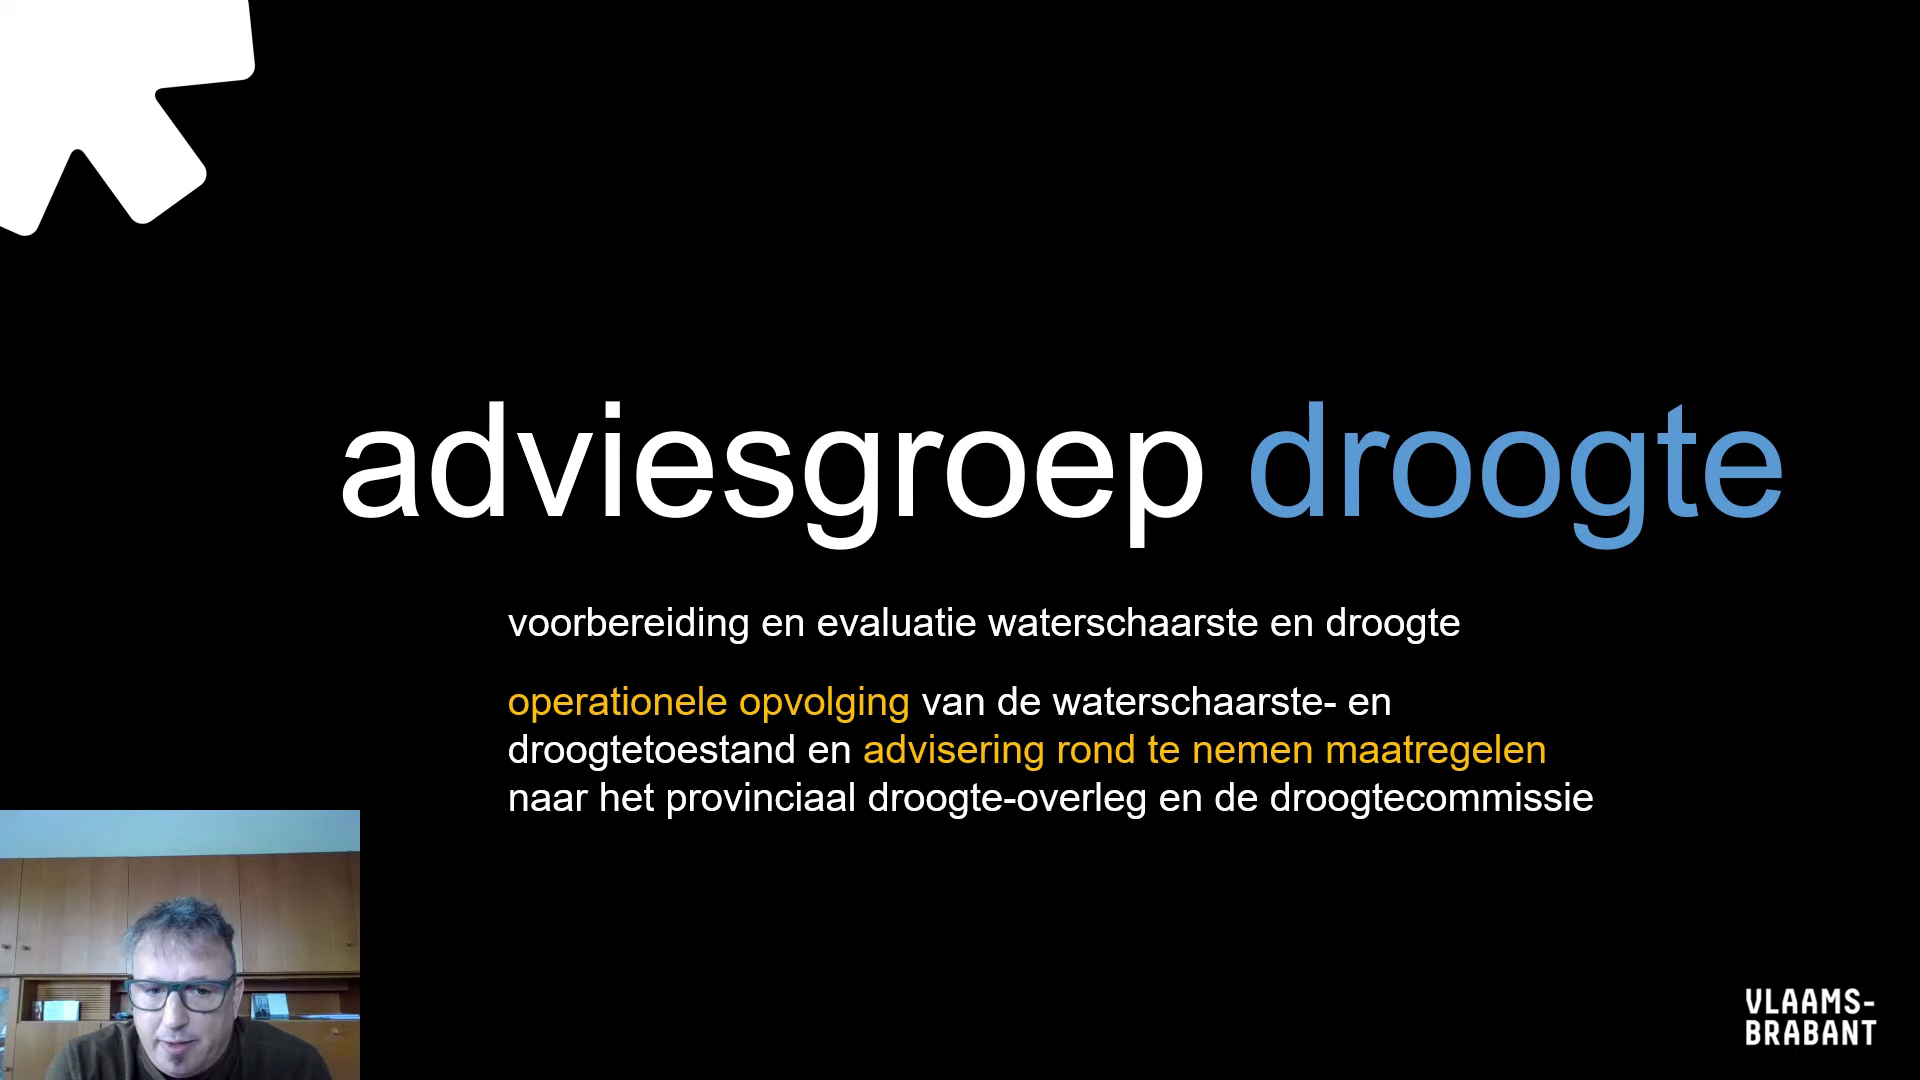 adviesgroep droogte
voorbereiding en evaluatie waterschaarste en droogte
operationele opvolging van de waterschaarste- en
droogtetoestand en advisering rond te nemen maatregelen
naar het provinciaal droogte-overleg en de droogtecommissie
VLAAMS-
BRABANT